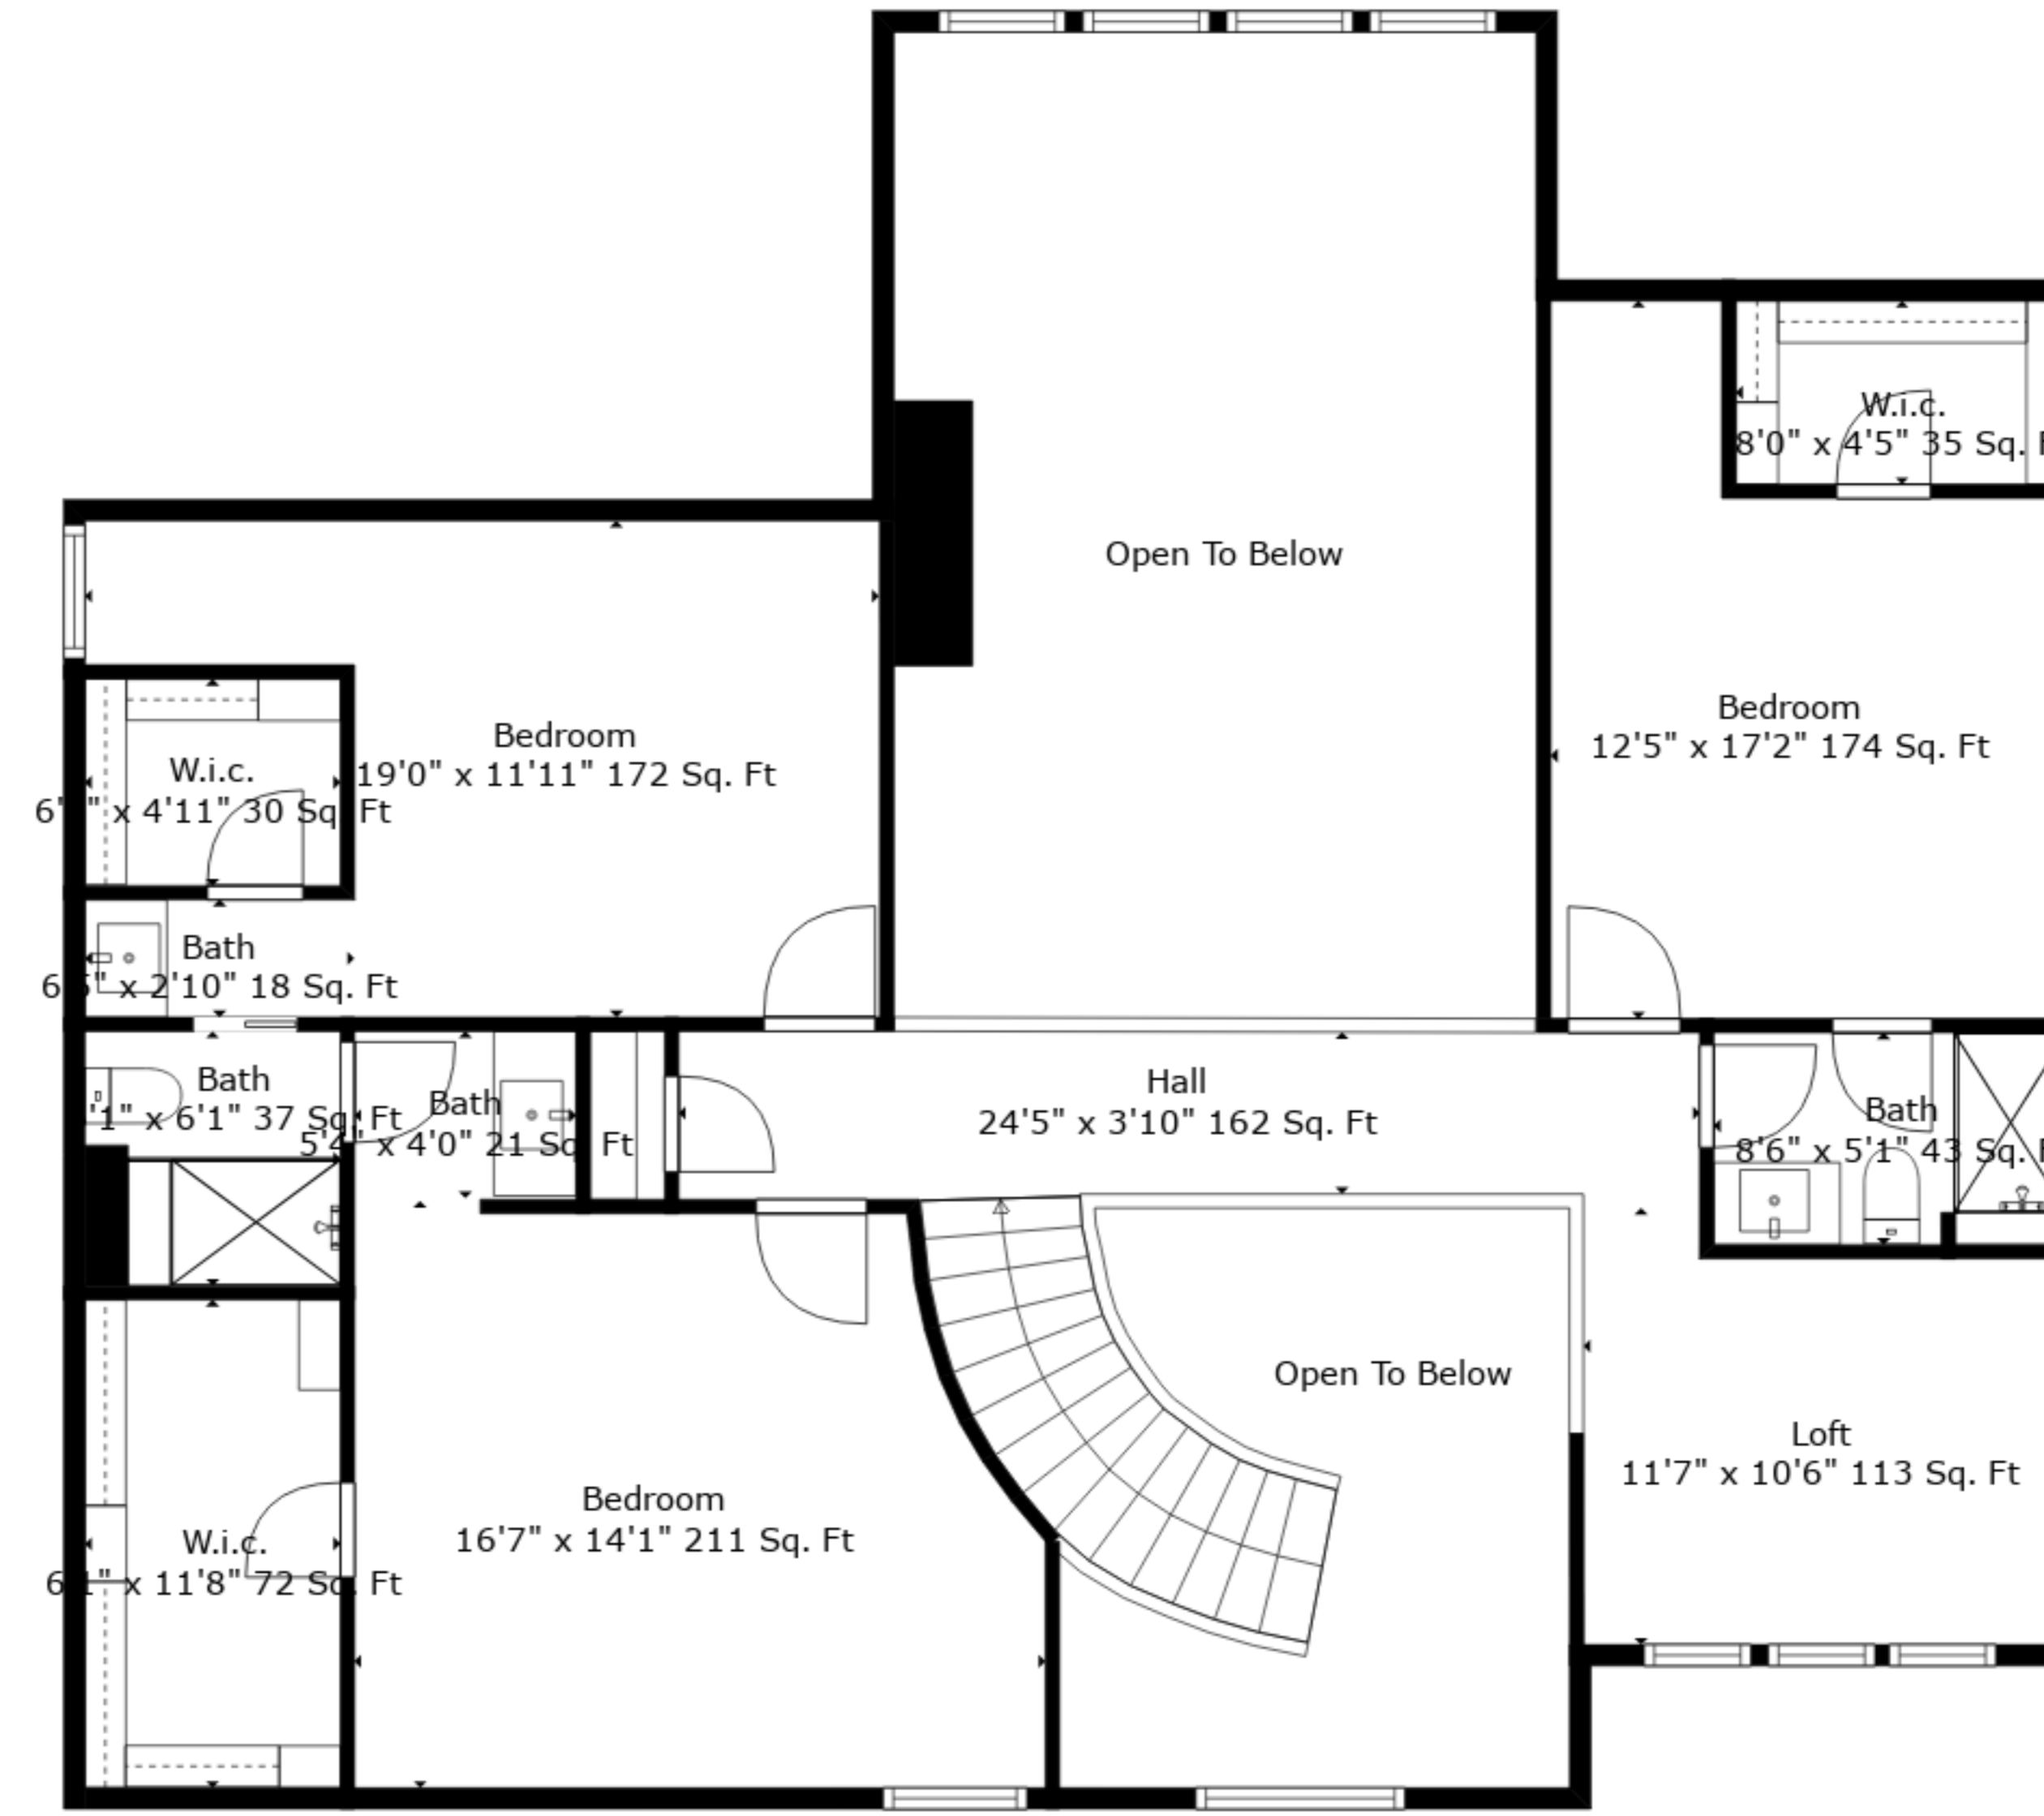 Open To Below
W.i.c.
8'0" x 4'5" 35 Sq.
Bedroom
12'5" x 17'2" 174 Sq. Ft
Bedroom
19'0" x 11'11" 172 Sq. Ft
W.i.c.
x 4'11" 30 Sq. Ft
Bath
x 2'10" 18 Sq. Ft
Bath
x 6'1" 37 Sq. Ft
Bath
x 4'0" 21 Sq. Ft
Hall
24'5" x 3'10" 162 Sq. Ft
Bath
8'6" x 5'1" 43 Sq.
Open To Below
Loft
11'7" x 10'6" 113 Sq. Ft
Bedroom
16'7" x 14'1" 211 Sq. Ft
W.i.c.
x 11'8" 72 Sq. Ft